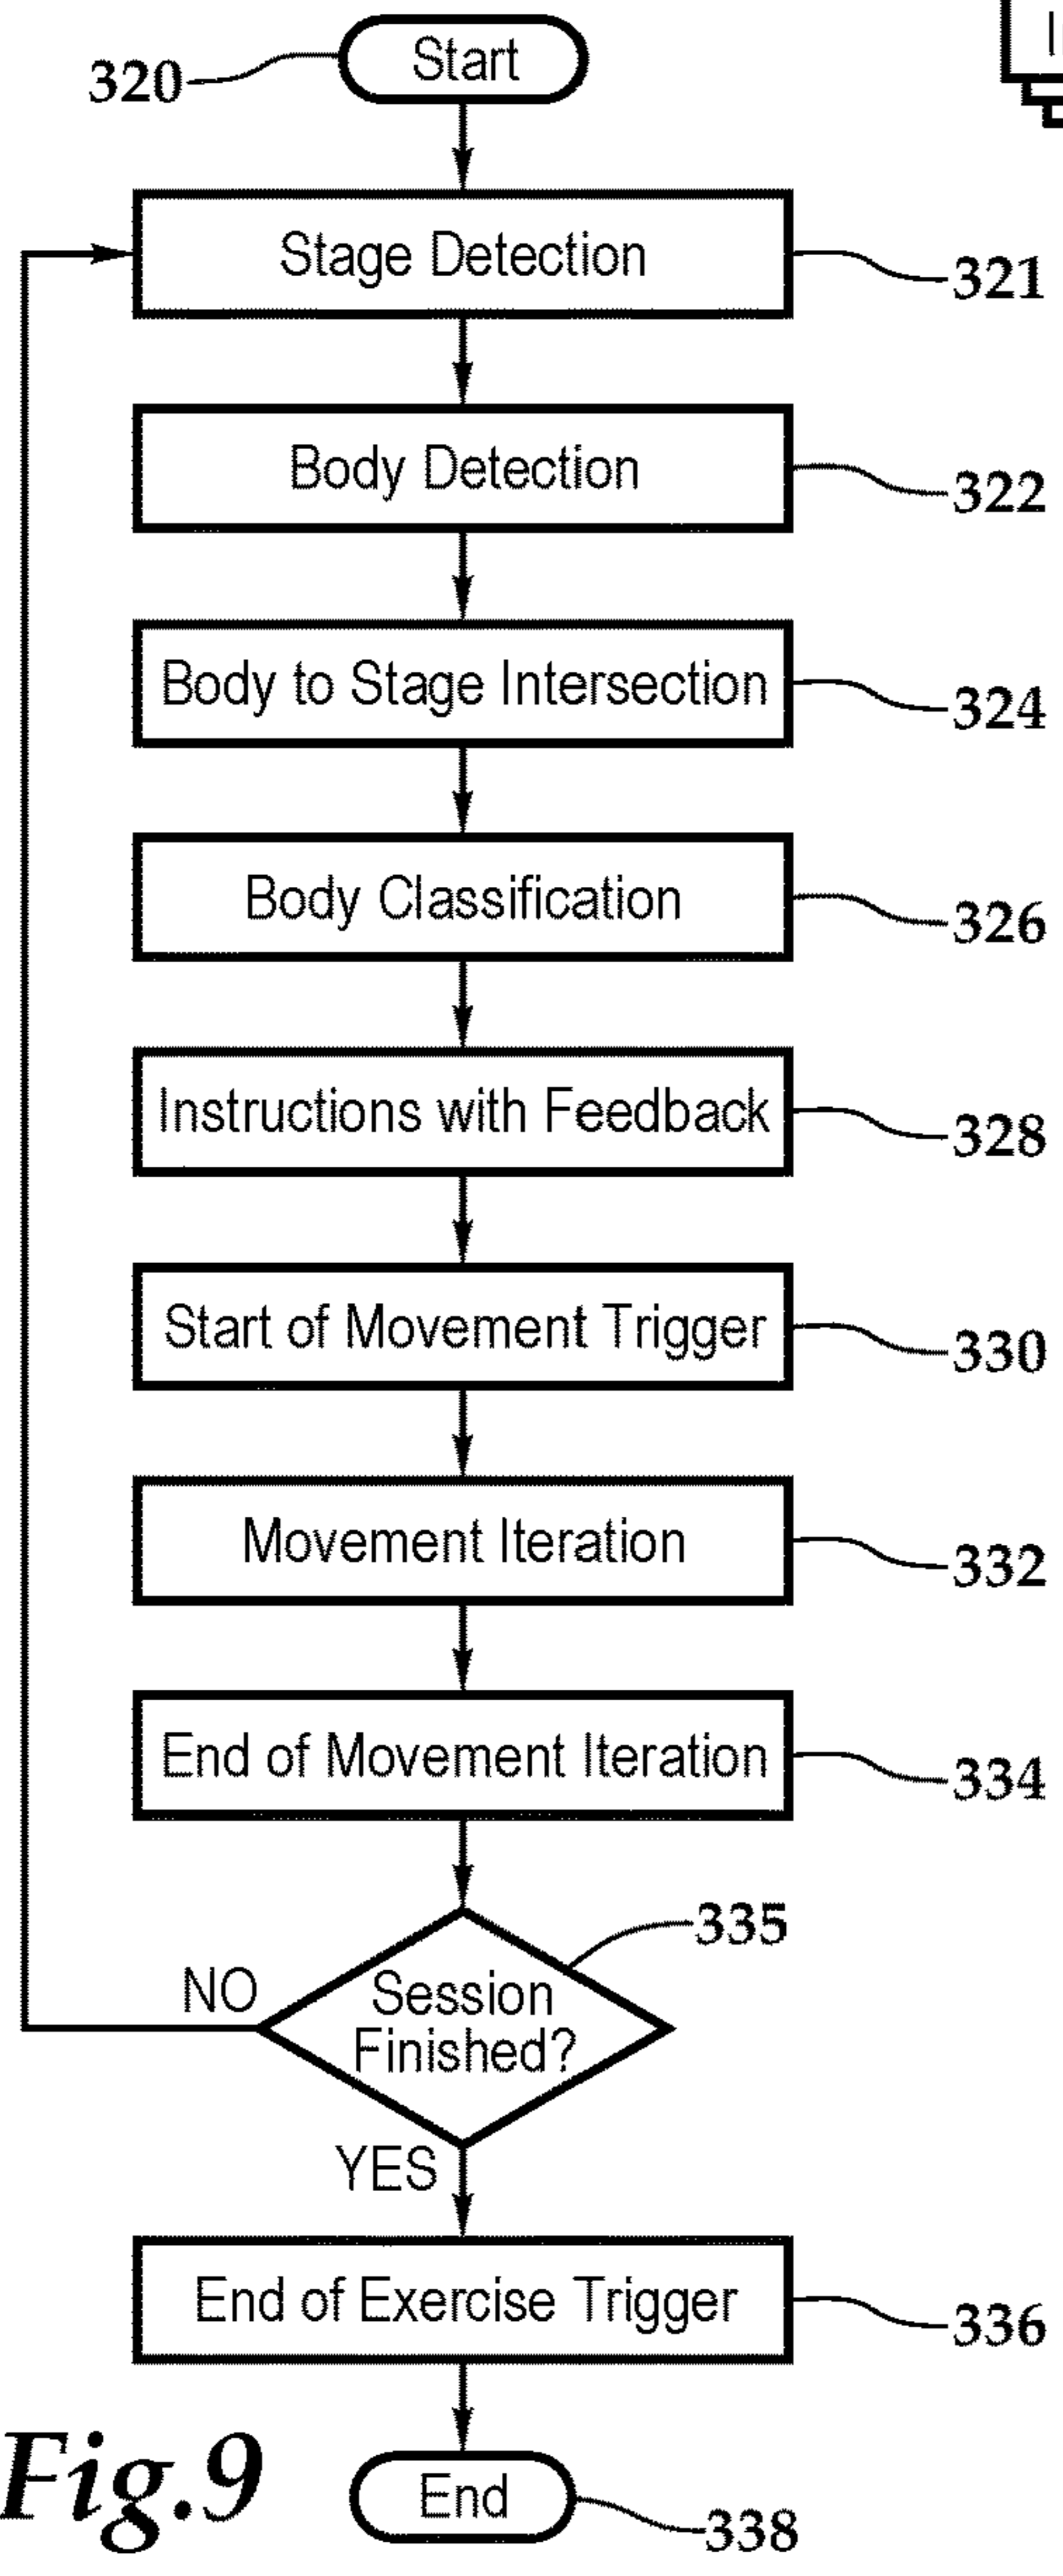 Start
320
Stage Detection
321
Body Detection
322
Body to Stage Intersection
324
Body Classification
326
Instructions with Feedback
328
Start of Movement Trigger
330
Movement Iteration
332
End of Movement Iteration
334
335
Session
Finished?
NO
YES
End of Exercise Trigger
336
End
338
Fig.9